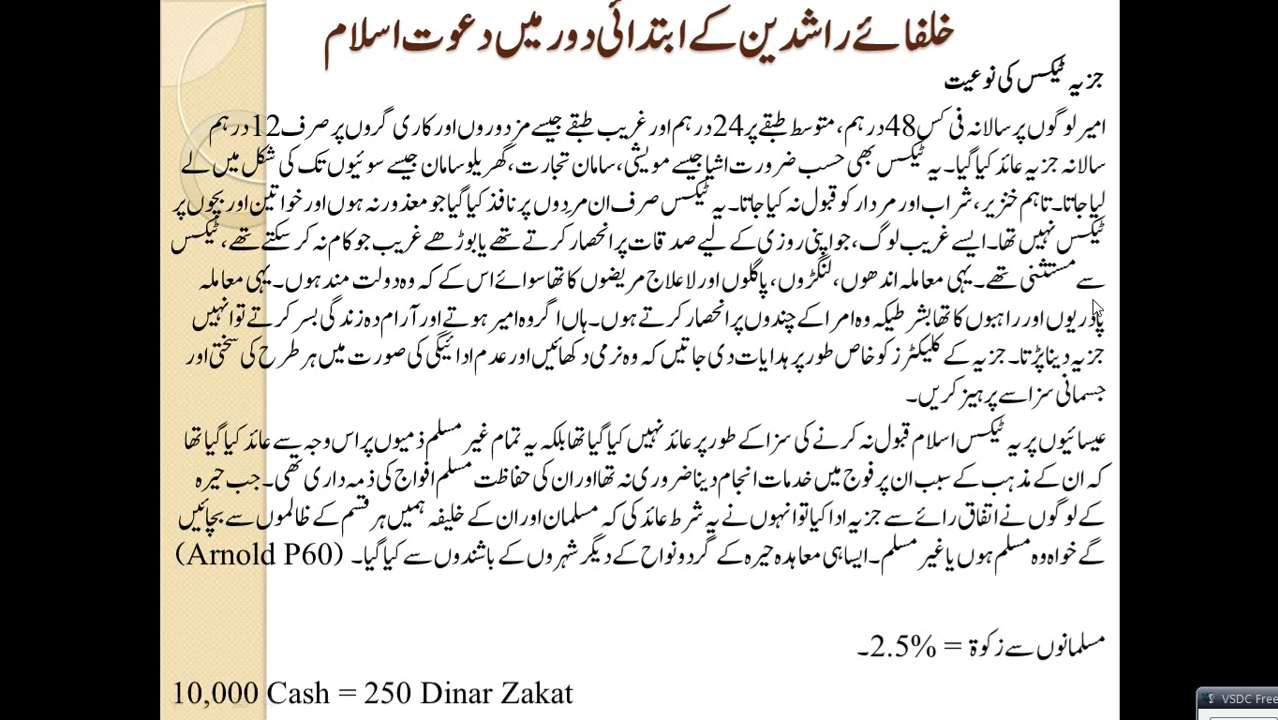 خلفائے راشدین کے ابتدائی دور میں دعوت اسلام
جزیہ ٹیکس کی نوعیت
امیر لوگوں پر سالانہ فی کس 48 درہم، متوسط طبقے پر 24 درہم اور غریب طبقے جیسے مزدوروں اور کاری گروں پر صرف 12 درہم
سالانہ جزیہ عائد کیا گیا۔ یہ ٹیکس بھی حسب ضرورت اشیا جیسے مویشی، سامان تجارت، گھریلو سامان جیسے سوئیوں تک کی شکل میں لے
لیا جاتا۔ تاہم خنزیر، شراب اور مردار کو قبول نہ کیا جاتا۔ یہ ٹیکس صرف ان مردوں پر نافذ کیا گیا جو معذور نہ ہوں اور خواتین اور بچوں پر
ٹیکس نہیں تھا۔ ایسے غریب لوگ، جو اپنی روزی کے لیے صدقات پر انحصار کرتے تھے یا بوڑھے غریب جو کام نہ کر سکتے تھے، ٹیکس
سے مستثنی تھے۔ یہی معاملہ اندھوں، لنگڑوں، پاگلوں اور لاعلاج مریضوں کا تھا سوائے اس کے کہ وہ دولت مند ہوں۔ یہی معاملہ
پادریوں اور راہبوں کا تھا بشرطیکہ وہ امرا کے چندوں پر انحصار کرتے ہوں۔ ہاں اگر وہ امیر ہوتے اور آرام دہ زندگی بسر کرتے تو انہیں
جزیہ دینا پڑتا۔ جزیہ کے کلیکٹرز کو خاص طور پر ہدایات دی جاتیں کہ وہ نرمی دکھائیں اور عدم ادائیگی کی صورت میں ہر طرح کی سختی اور
جسمانی سزا سے پرہیز کریں۔
عیسائیوں پر یہ ٹیکس اسلام قبول نہ کرنے کی سزا کے طور پر عائد نہیں کیا گیا تھا بلکہ یہ تمام غیر مسلم ذمیوں پر اس وجہ سے عائد کیا گیا تھا
کہ ان کے مذہب کے سبب ان پر فوج میں خدمات انجام دینا ضروری نہ تھا اور ان کی حفاظت مسلم افواج کی ذمہ داری تھی۔ جب حیرہ
کے لوگوں نے اتفاق رائے سے جزیہ ادا کیا تو انہوں نے یہ شرط عائد کی کہ مسلمان اور ان کے خلیفہ ہمیں ہر قسم کے ظالموں سے بچائیں
گے خواہ وہ مسلم ہوں یا غیر مسلم۔ ایسا ہی معاہدہ حیرہ کے گردونواح کے دیگر شہروں کے باشندوں سے کیا گیا۔ (Arnold P60)
مسلمانوں سے زکوۃ = 2.5%۔
10,000 Cash = 250 Dinar Zakat
VSDC Free